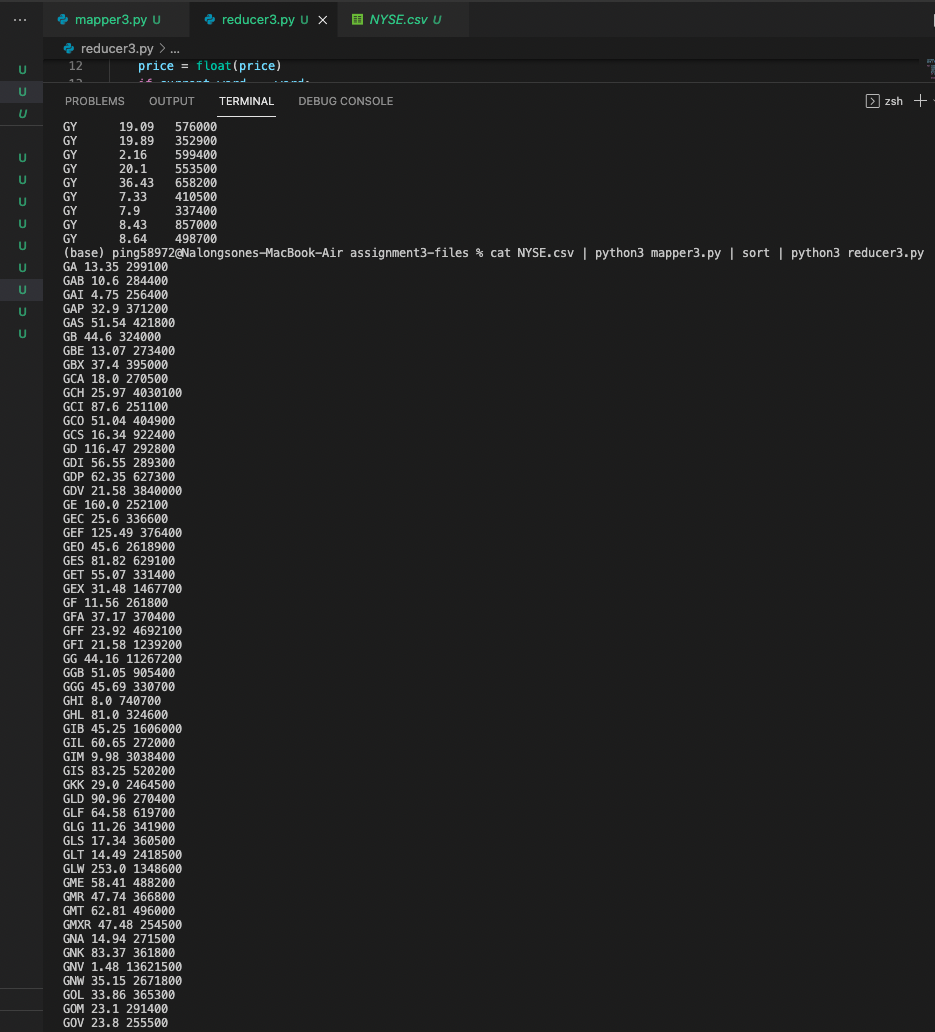 ... mapper3.py U reducer3.py U × NYSE.csv U
reducer3.py > ...
U 12 price = float(price)
U
PROBLEMS OUTPUT TERMINAL DEBUG CONSOLE zsh +
U
GY 19.09 576000
GY 19.89 352900
U GY 2.16 599400
GY 20.1 553500
U GY 36.43 658200
GY 7.33 410500
U GY 7.9 337400
U GY 8.43 857000
GY 8.64 498700
U (base) ping58972@Nalongsones-MacBook-Air assignment3-files % cat NYSE.csv | python3 mapper3.py | sort | python3 reducer3.py
U GA 13.35 299100
GAB 10.6 284400
U GAI 4.75 256400
GAP 32.9 371200
U GAS 51.54 421800
U GB 44.6 324000
GBE 13.07 273400
GBX 37.4 395000
GCA 18.0 270500
GCH 25.97 4030100
GCI 87.6 251100
GCO 51.04 404900
GCS 16.34 922400
GD 116.47 292800
GDI 56.55 289300
GDP 62.35 627300
GDV 21.58 3840000
GE 160.0 252100
GEC 25.6 336600
GEF 125.49 376400
GEO 45.6 2618900
GES 81.82 629100
GET 55.07 331400
GEX 31.48 1467700
GF 11.56 261800
GFA 37.17 370400
GFF 23.92 4692100
GFI 21.58 1239200
GG 44.16 11267200
GGB 51.05 905400
GGG 45.69 330700
GHI 8.0 740700
GHL 81.0 324600
GIB 45.25 1606000
GIL 60.65 272000
GIM 9.98 3038400
GIS 83.25 520200
GKK 29.0 2464500
GLD 90.96 270400
GLF 64.58 619700
GLG 11.26 341900
GLS 17.34 360500
GLT 14.49 2418500
GLW 253.0 1348600
GME 58.41 488200
GMR 47.74 366800
GMT 62.81 496000
GMXR 47.48 254500
GNA 14.94 271500
GNK 83.37 361800
GNV 1.48 13621500
GNW 35.15 2671800
GOL 33.86 365300
GOM 23.1 291400
GOV 23.8 255500